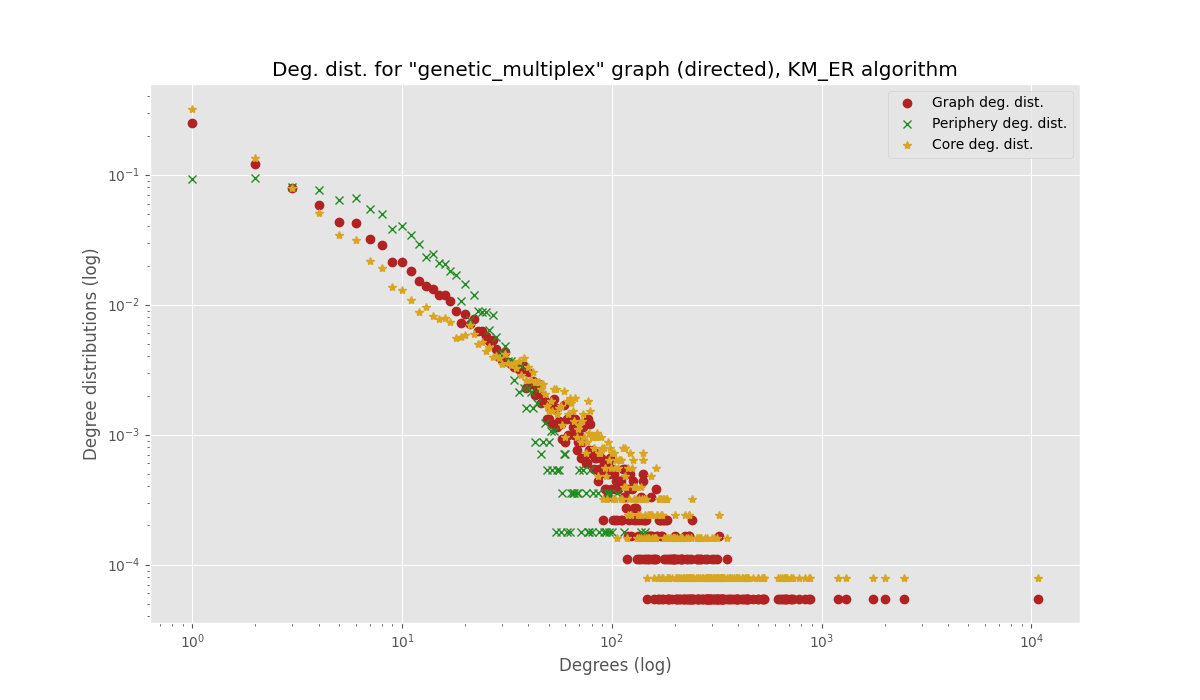 Deg. dist. for "genetic_multiplex" graph (directed), KM_ER algorithm
Graph deg. dist.
Periphery deg. dist.
Core deg. dist.
Degree distributions (log)
10⁻¹
10⁻²
10⁻³
10⁻⁴
10⁰ 10¹ 10² 10³ 10⁴
Degrees (log)